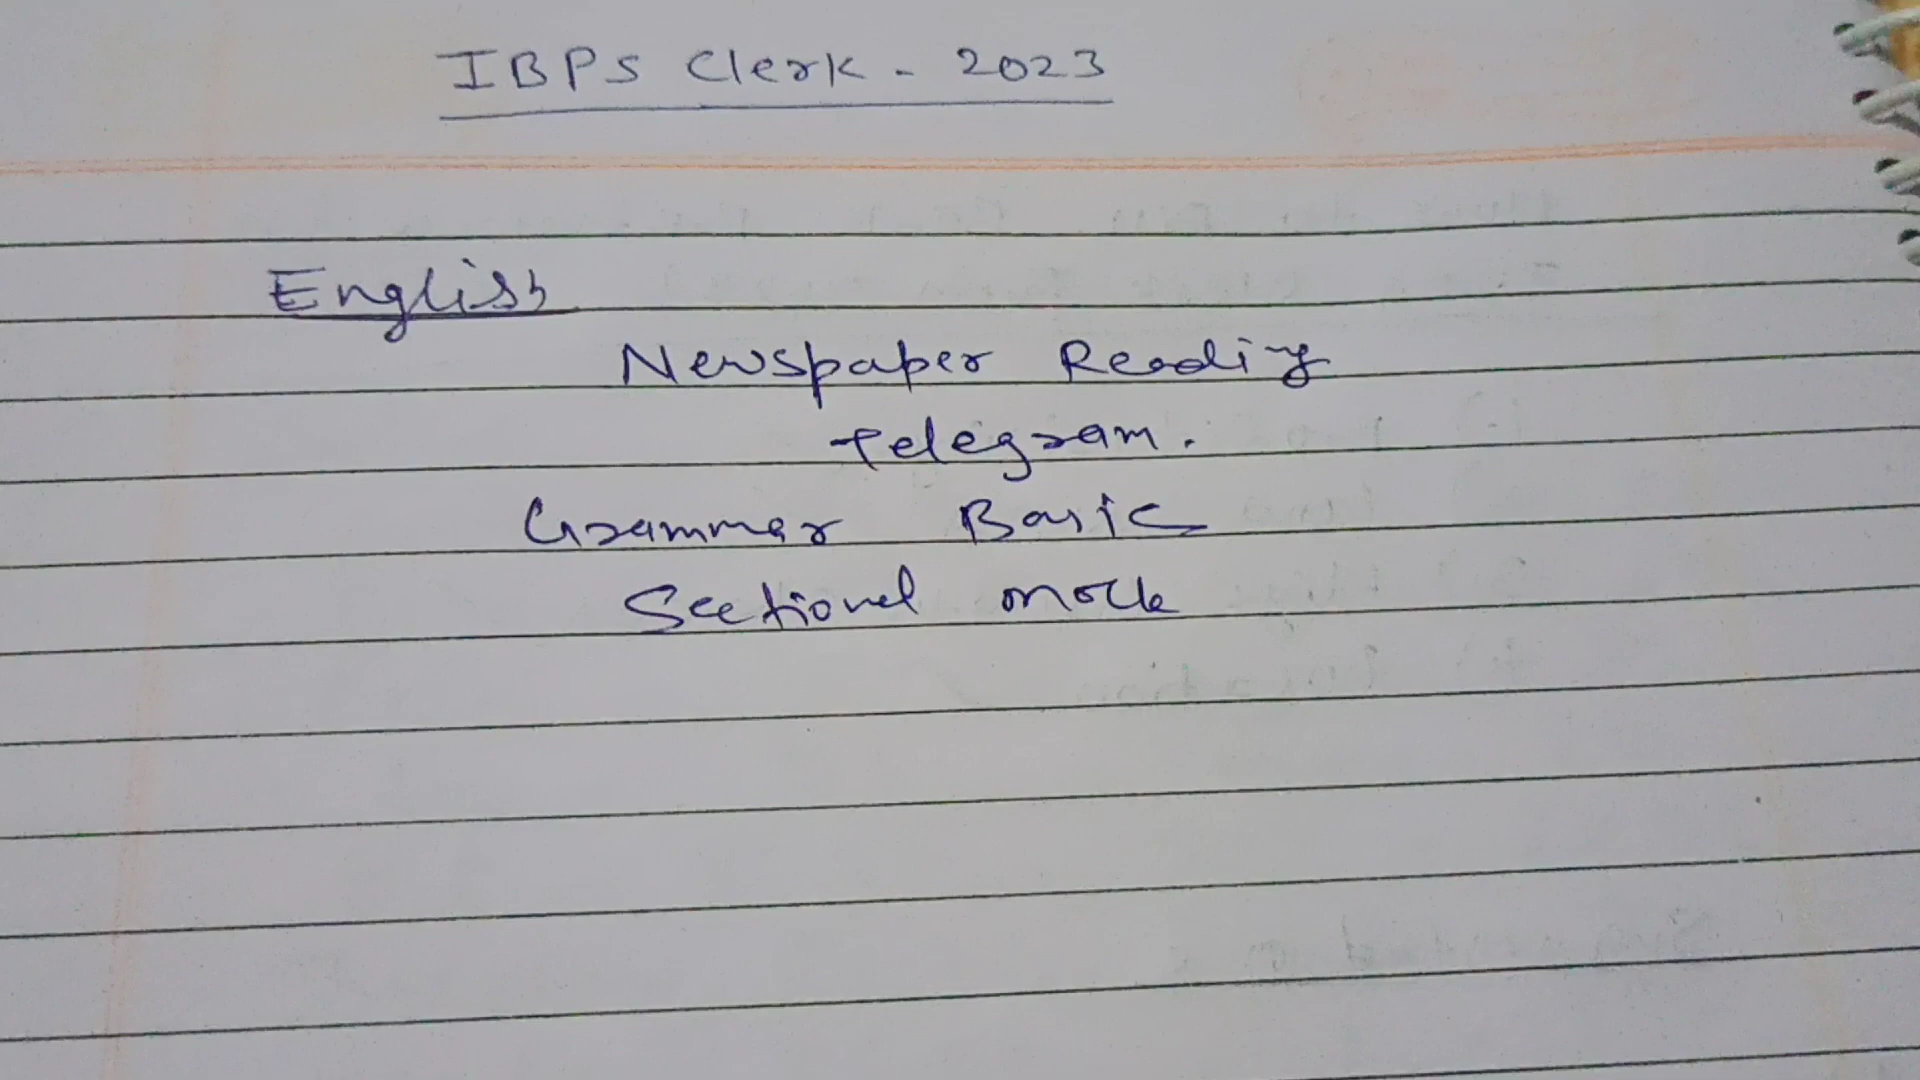 IBPS Clerk - 2023
English
Newspaper Reading
Telegram.
Grammar Basic
Sectional mock